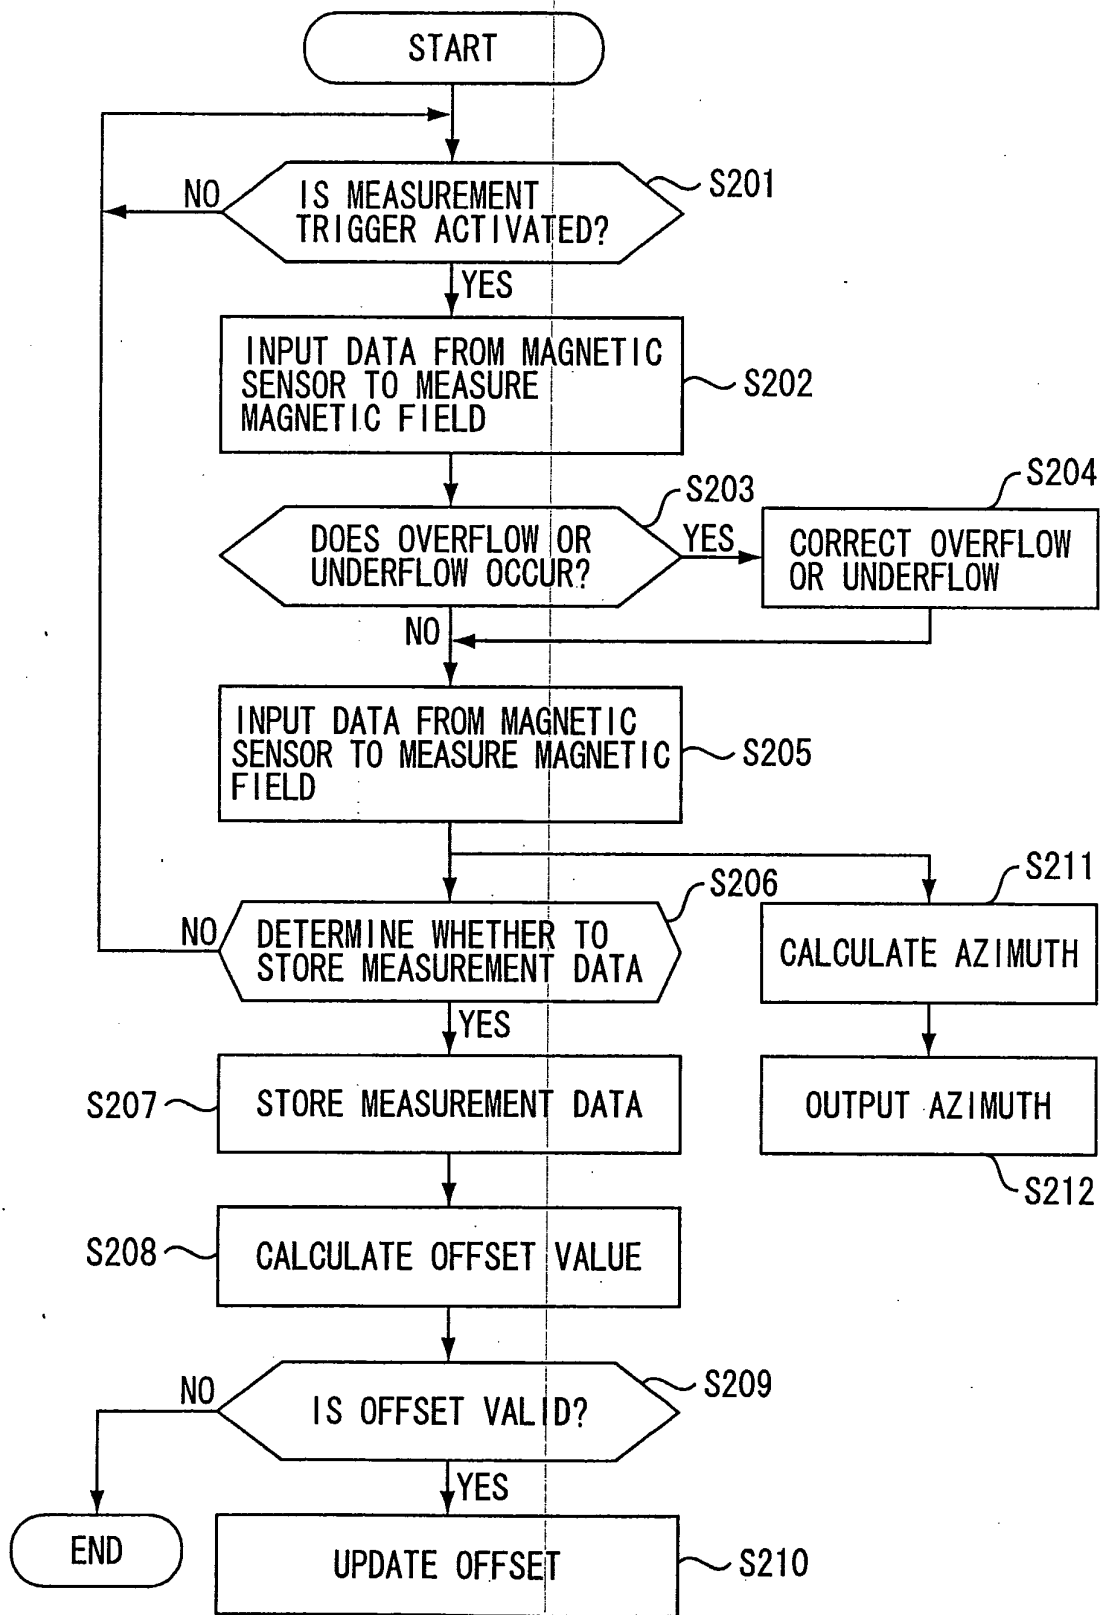 START
NO
IS MEASUREMENT
TRIGGER ACTIVATED?
S201
YES
INPUT DATA FROM MAGNETIC
SENSOR TO MEASURE
MAGNETIC FIELD
S202
S203
S204
DOES OVERFLOW OR
UNDERFLOW OCCUR?
YES
CORRECT OVERFLOW
OR UNDERFLOW
NO
INPUT DATA FROM MAGNETIC
SENSOR TO MEASURE MAGNETIC
FIELD
S205
S206
S211
NO
DETERMINE WHETHER TO
STORE MEASUREMENT DATA
CALCULATE AZIMUTH
YES
S207
STORE MEASUREMENT DATA
OUTPUT AZIMUTH
S212
S208
CALCULATE OFFSET VALUE
NO
IS OFFSET VALID?
S209
YES
END
UPDATE OFFSET
S210